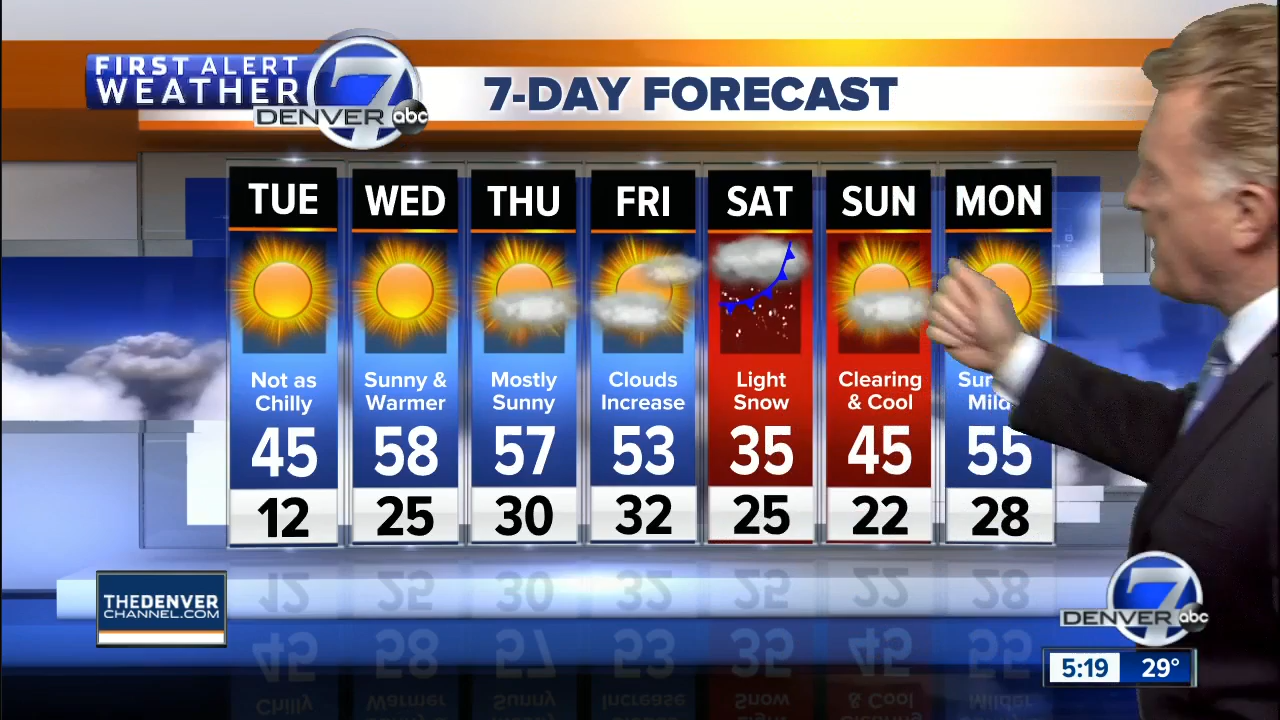 FIRST ALERT
WEATHER
7
DENVER abc
7-DAY FORECAST
TUE WED THU FRI SAT SUN MON
Not as Chilly
Sunny & Warmer
Mostly Sunny
Clouds Increase
Light Snow
Clearing & Cool
45 58 57 53 35 45 55
12 25 30 32 25 22 28
THEDENVER
CHANNEL.COM
7
DENVER abc
5:19 29°